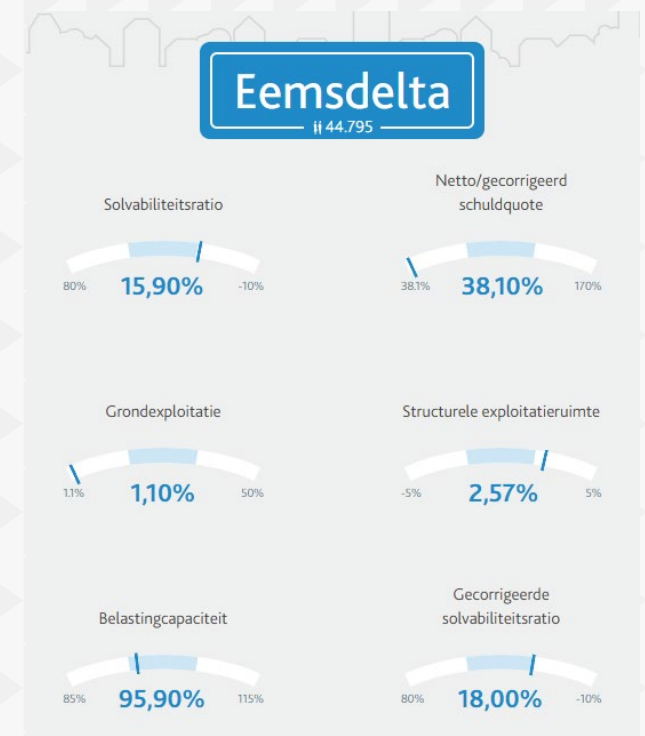 Eemsdelta
44.795
Solvabiliteitsratio
80%
15,90%
-10%
Netto/gecorrigeerd
schuldquote
38.1%
38,10%
170%
Grondexploitatie
1.1%
1,10%
50%
Structurele exploitatieruimte
-5%
2,57%
5%
Belastingcapaciteit
85%
95,90%
115%
Gecorrigeerde
solvabiliteitsratio
80%
18,00%
-10%